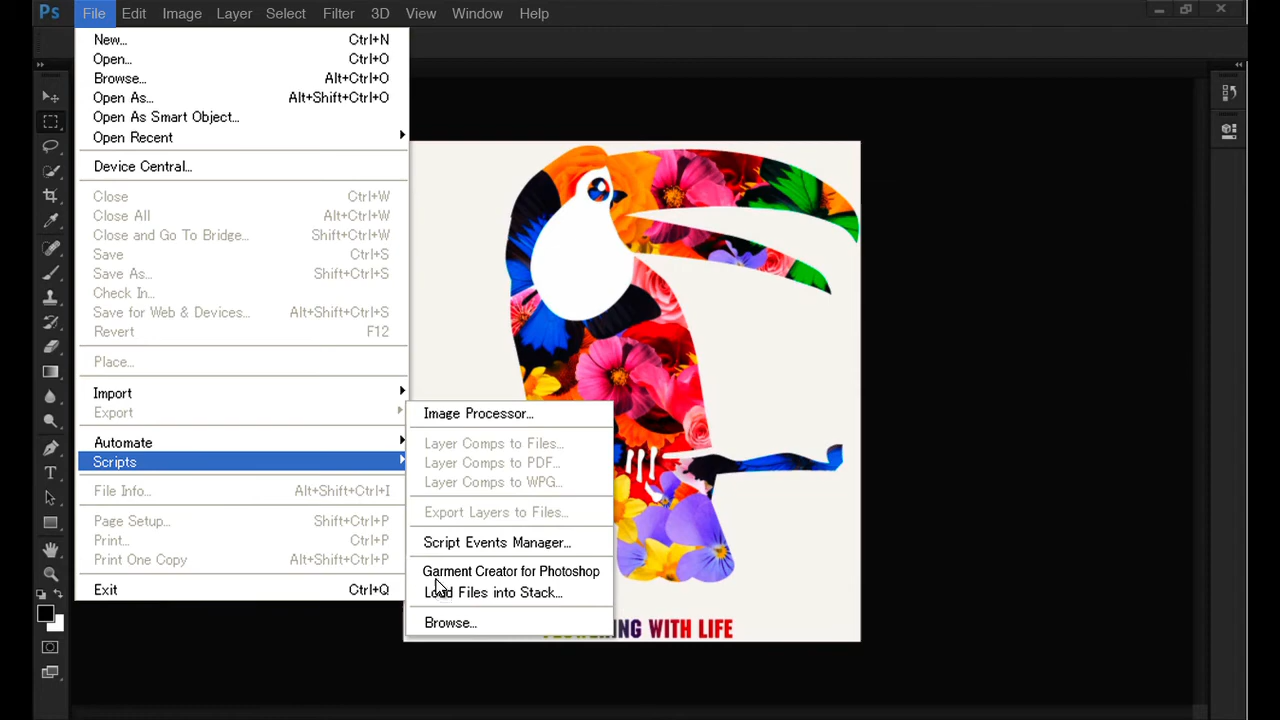 Ps File Edit Image Layer Select Filter 3D View Window Help
New... Ctrl+N
Open... Ctrl+O
Browse... Alt+Ctrl+O
Open As... Alt+Shift+Ctrl+O
Open As Smart Object...
Open Recent
Device Central...
Close Ctrl+W
Close All Alt+Ctrl+W
Close and Go To Bridge... Shift+Ctrl+W
Save Ctrl+S
Save As... Shift+Ctrl+S
Check In...
Save for Web & Devices... Alt+Shift+Ctrl+S
Revert F12
Place...
Import
Export
Automate
Scripts
File Info... Alt+Shift+Ctrl+I
Page Setup... Shift+Ctrl+P
Print... Ctrl+P
Print One Copy Alt+Shift+Ctrl+P
Exit Ctrl+Q
Image Processor...
Layer Comps to Files...
Layer Comps to PDF...
Layer Comps to WPG...
Export Layers to Files...
Script Events Manager...
Garment Creator for Photoshop
Load Files into Stack...
Browse...
WITH LIFE